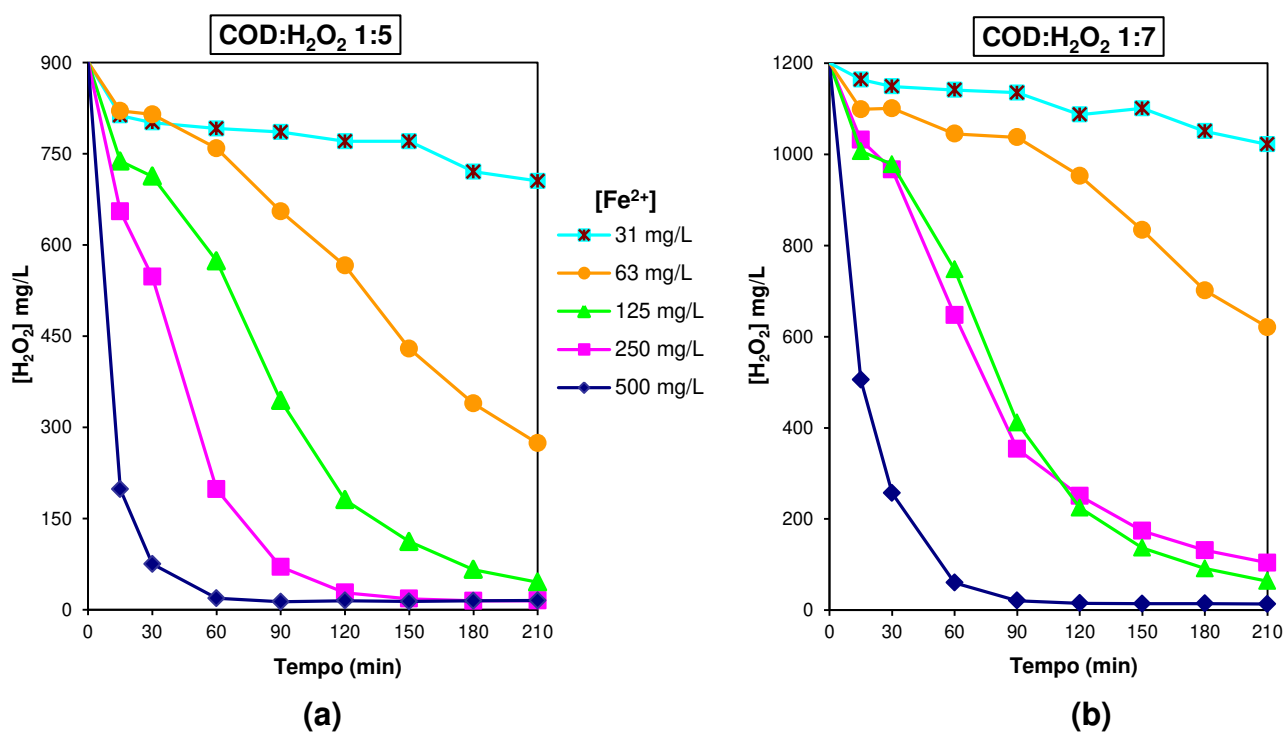 COD:H₂O₂ 1:5
900
750
600
450
300
150
0
[H₂O₂] mg/L
0 30 60 90 120 150 180 210
Tempo (min)
(a)
[Fe²⁺]
31 mg/L
63 mg/L
125 mg/L
250 mg/L
500 mg/L
COD:H₂O₂ 1:7
1200
1000
800
600
400
200
0
[H₂O₂] mg/L
0 30 60 90 120 150 180 210
Tempo (min)
(b)